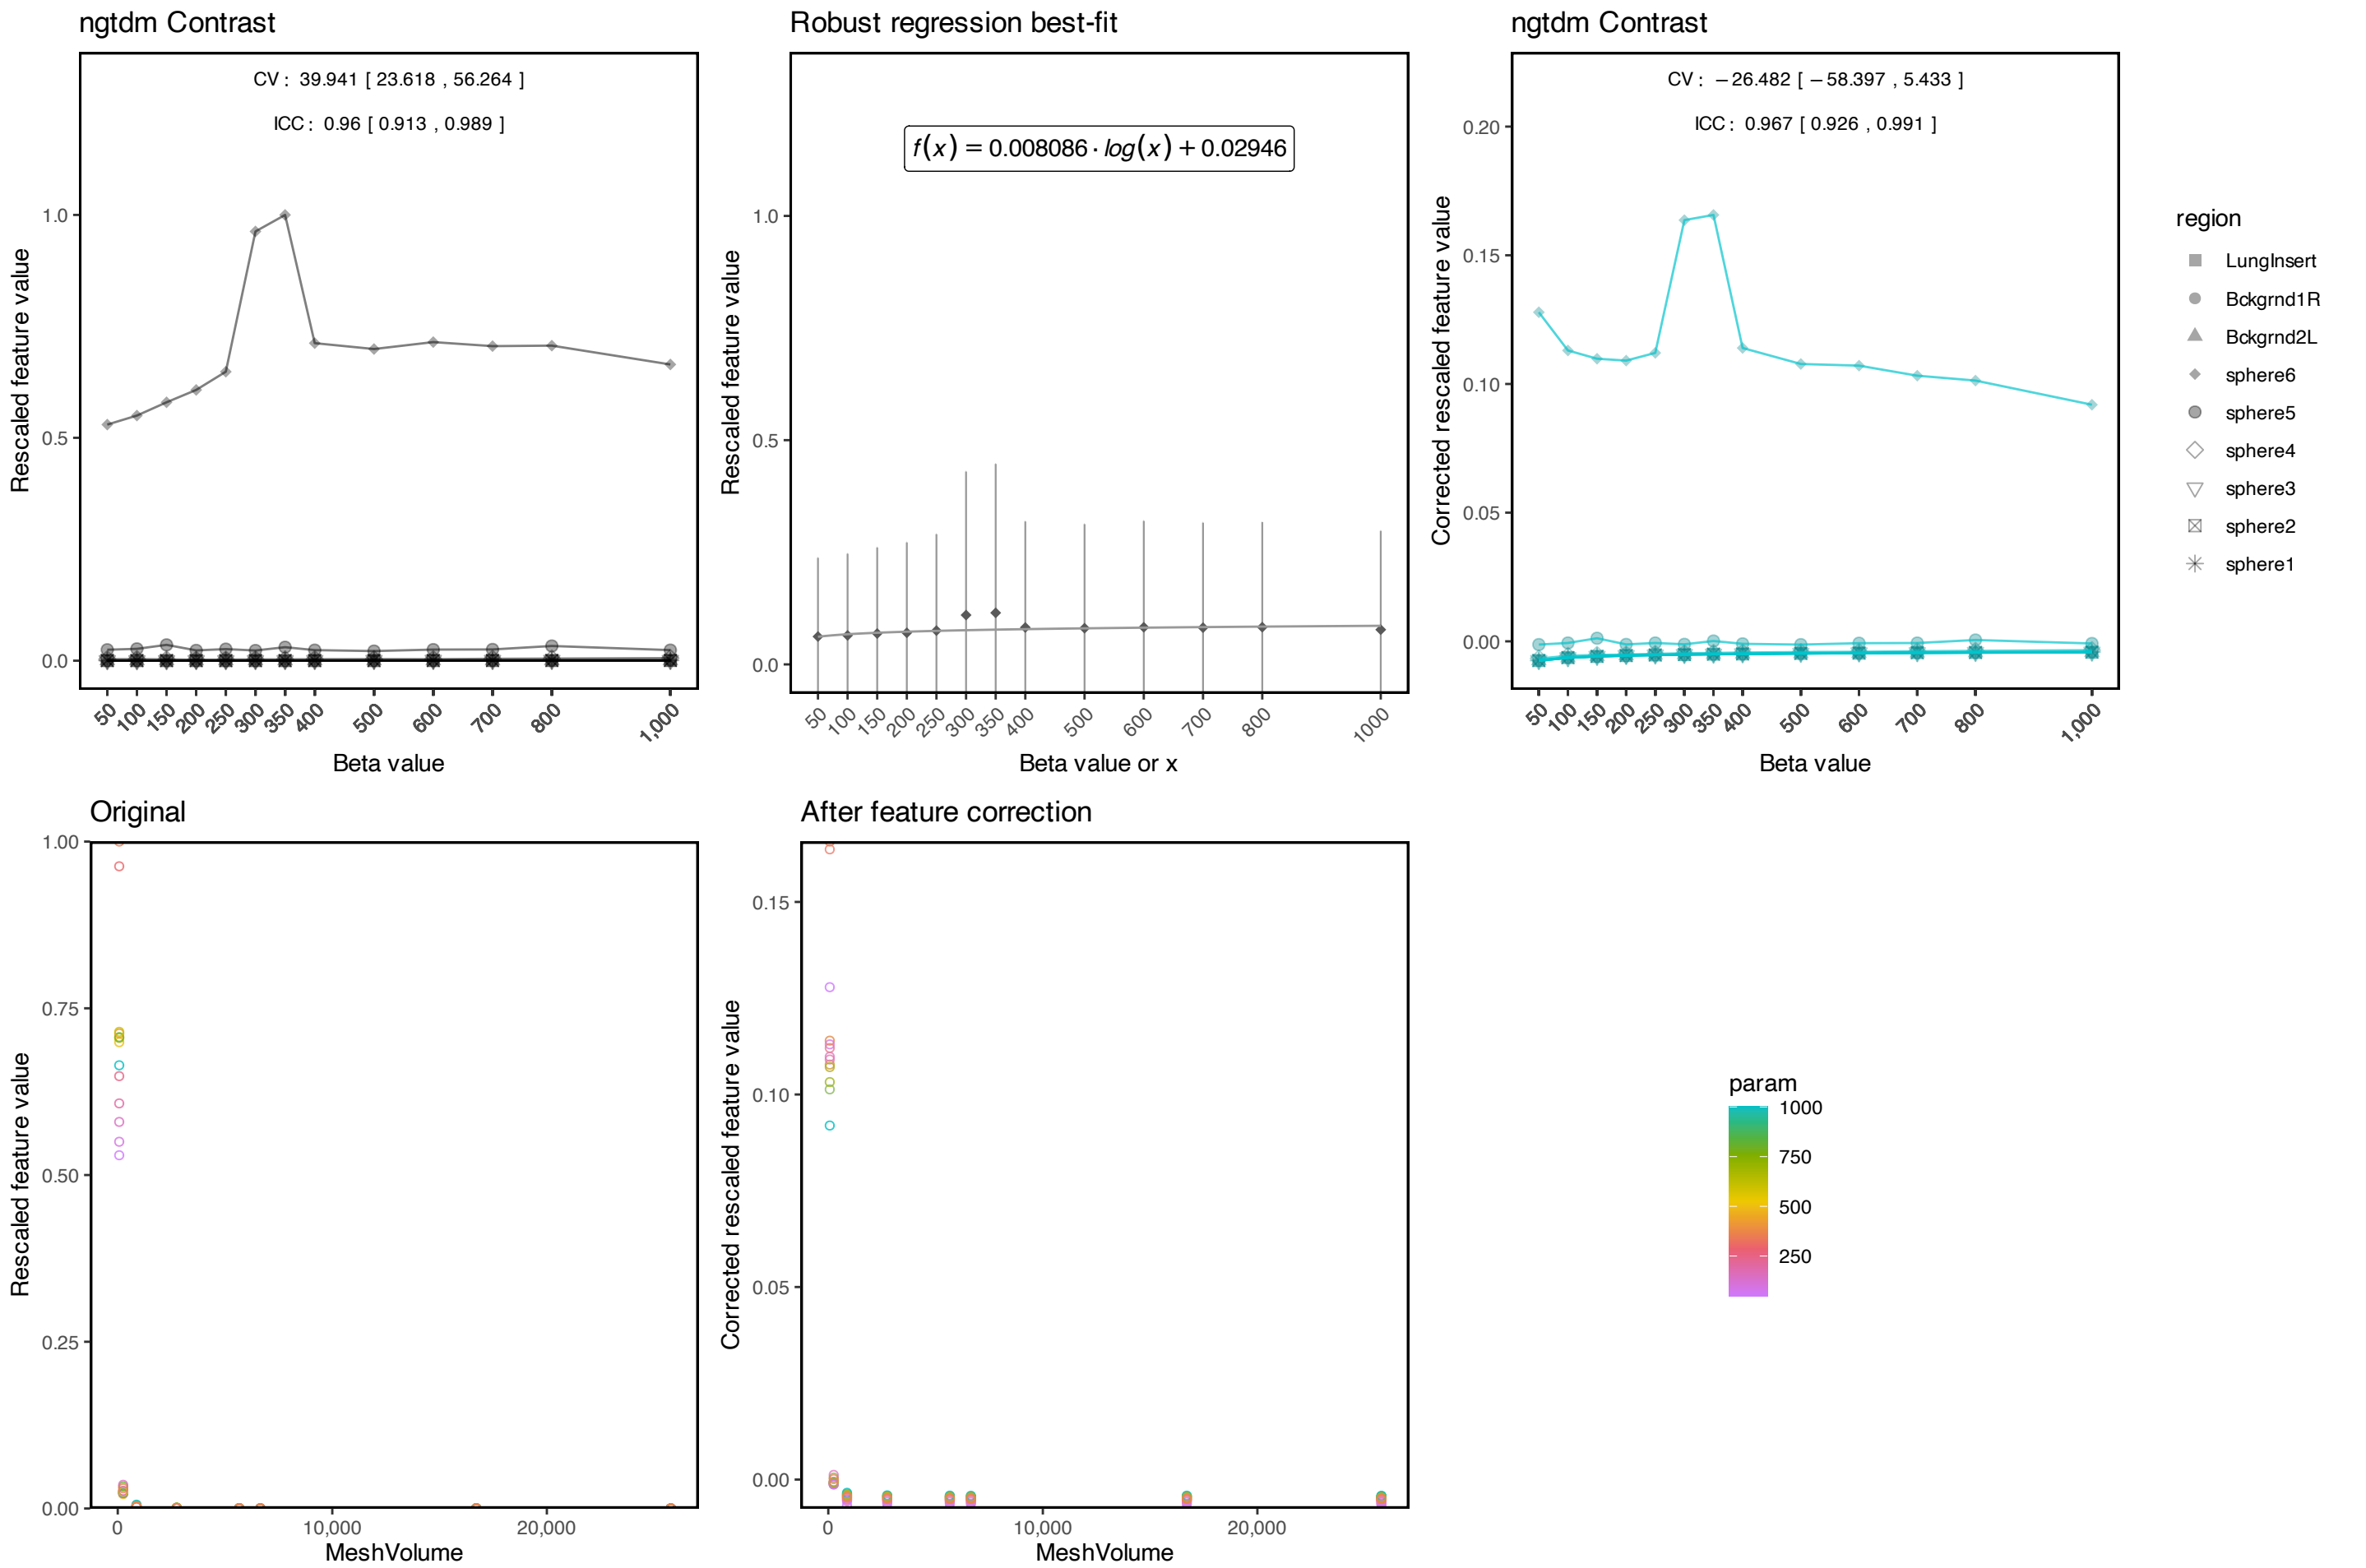 ngtdm Contrast
CV : 39.941 [ 23.618 , 56.264 ]
ICC : 0.96 [ 0.913 , 0.989 ]
Rescaled feature value
1.0
0.5
0.0
50 100 150 200 250 300 350 400 500 600 700 800 1,000
Beta value
Robust regression best-fit
f(x) = 0.008086 · log(x) + 0.02946
Rescaled feature value
1.0
0.5
0.0
50 100 150 200 250 300 350 400 500 600 700 800 1000
Beta value or x
ngtdm Contrast
CV : −26.482 [ −58.397 , 5.433 ]
ICC : 0.967 [ 0.926 , 0.991 ]
Corrected rescaled feature value
0.20
0.15
0.10
0.05
0.00
50 100 150 200 250 300 350 400 500 600 700 800 1,000
Beta value
region
LungInsert
Bckgrnd1R
Bckgrnd2L
sphere6
sphere5
sphere4
sphere3
sphere2
sphere1
Original
Rescaled feature value
1.00
0.75
0.50
0.25
0.00
0 10,000 20,000
MeshVolume
After feature correction
Corrected rescaled feature value
0.15
0.10
0.05
0.00
0 10,000 20,000
MeshVolume
param
1000
750
500
250